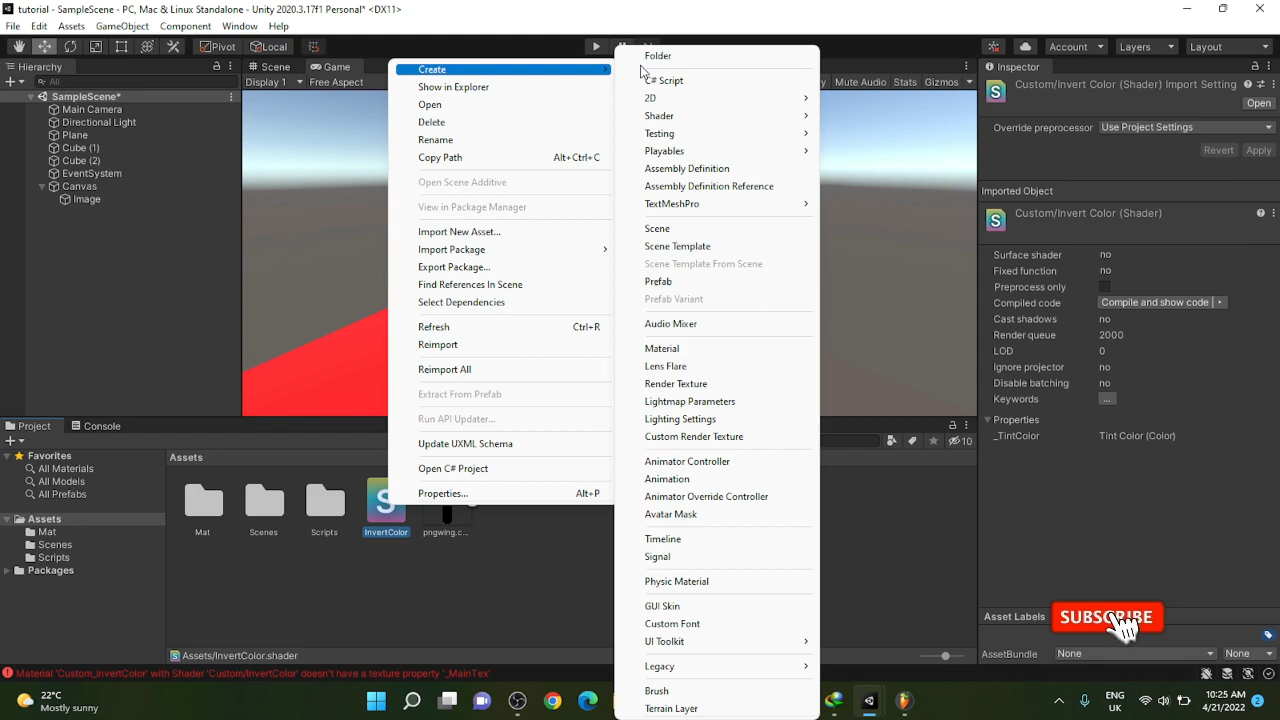 tutorial - SampleScene - PC, Mac & Linux Standalone - Unity 2020.3.17f1 Personal* <DX11>
File Edit Assets GameObject Component Window Help
Pivot Local Account Layers Layout
Hierarchy
All
SampleScene*
Main Camera
Directional Light
Plane
Cube (1)
Cube (2)
EventSystem
Canvas
Image
Scene Game
Display 1 Free Aspect
Mute Audio Stats Gizmos
Create
Show in Explorer
Open
Delete
Rename
Copy Path Alt+Ctrl+C
Open Scene Additive
View in Package Manager
Import New Asset...
Import Package
Export Package...
Find References In Scene
Select Dependencies
Refresh Ctrl+R
Reimport
Reimport All
Extract From Prefab
Run API Updater...
Update UXML Schema
Open C# Project
Properties... Alt+P
Folder
C# Script
2D
Shader
Testing
Playables
Assembly Definition
Assembly Definition Reference
TextMeshPro
Scene
Scene Template
Scene Template From Scene
Prefab
Prefab Variant
Audio Mixer
Material
Lens Flare
Render Texture
Lightmap Parameters
Lighting Settings
Custom Render Texture
Animator Controller
Animation
Animator Override Controller
Avatar Mask
Timeline
Signal
Physic Material
GUI Skin
Custom Font
UI Toolkit
Legacy
Brush
Terrain Layer
Inspector
Custom/Invert Color (Shader) Import Setting
Open
Override preprocessor Use Project Settings
Revert Apply
Imported Object
Custom/Invert Color (Shader)
Surface shader no
Fixed function no
Preprocess only
Compiled code Compile and show code
Cast shadows no
Render queue 2000
LOD 0
Ignore projector no
Disable batching no
Keywords ...
Properties
_TintColor Tint Color (Color)
Asset Labels
SUBSCRIBE
AssetBundle None None
Project Console
10
Favorites
All Materials
All Models
All Prefabs
Assets
Mat
Scenes
Scripts
Packages
Assets
Mat
Scenes
Scripts
InvertColor
pngwing.c...
Assets/InvertColor.shader
Material 'Custom_InvertColor' with Shader 'Custom/InvertColor' doesn't have a texture property '_MainTex'
22°C
Mostly sunny
ENG
UK
10:25 AM
4/21/2022
2